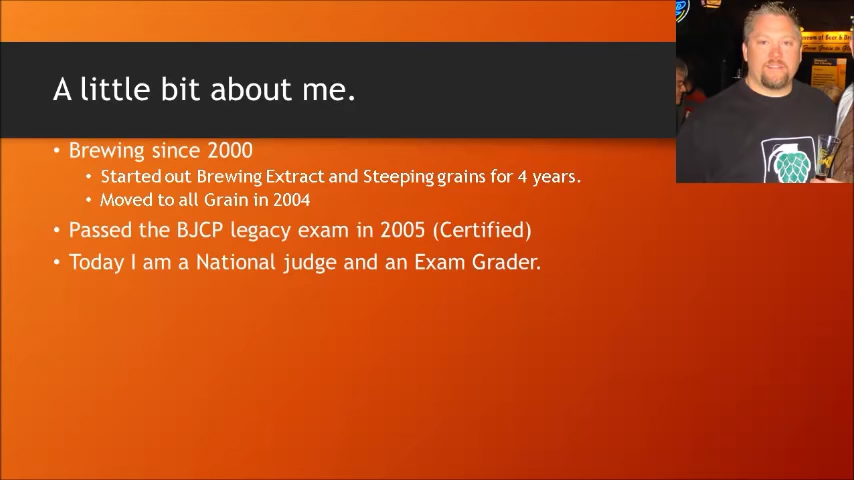 A little bit about me.
• Brewing since 2000
• Started out Brewing Extract and Steeping grains for 4 years.
• Moved to all Grain in 2004
• Passed the BJCP legacy exam in 2005 (Certified)
• Today I am a National judge and an Exam Grader.